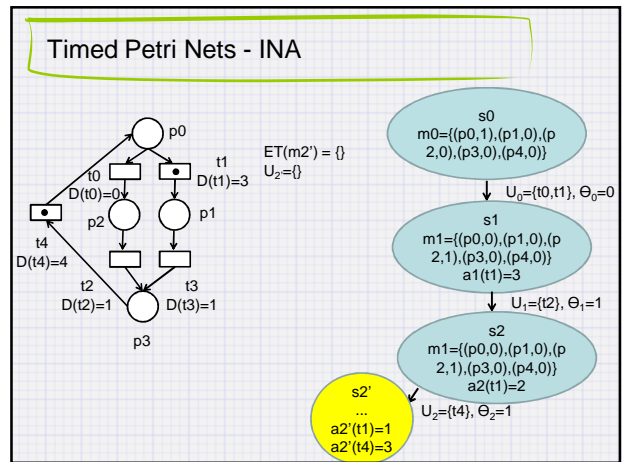 Timed Petri Nets - INA
p0
t1
D(t1)=3
t0
D(t0)=0
p2
p1
t4
D(t4)=4
t2
D(t2)=1
t3
D(t3)=1
p3
ET(m2') = {}
U2'={}
s0
m0={(p0,1),(p1,0),(p
2,0),(p3,0),(p4,0)}
U0={t0,t1}, Ɵ0=0
s1
m1={(p0,0),(p1,0),(p
2,1),(p3,0),(p4,0)}
a1(t1)=3
U1={t2}, Ɵ1=1
s2
m1={(p0,0),(p1,0),(p
2,1),(p3,0),(p4,0)}
a2(t1)=2
U2={t4}, Ɵ2=1
s2'
...
a2'(t1)=1
a2'(t4)=3